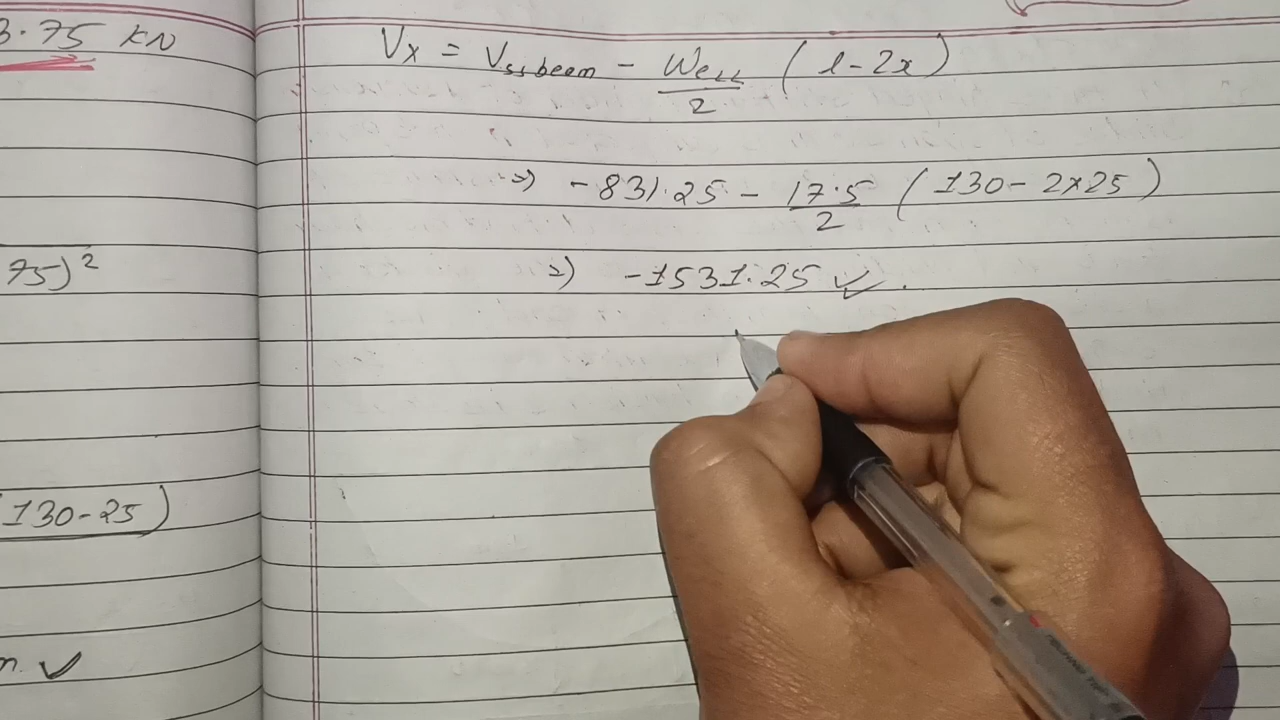 3.75 KN
75)²
(130-25)
n. ✓
Vx = Vssbeam - Well/2 (l-2x)
=) -831.25 - 17.5/2 (130-2×25)
=) -1531.25 ✓.